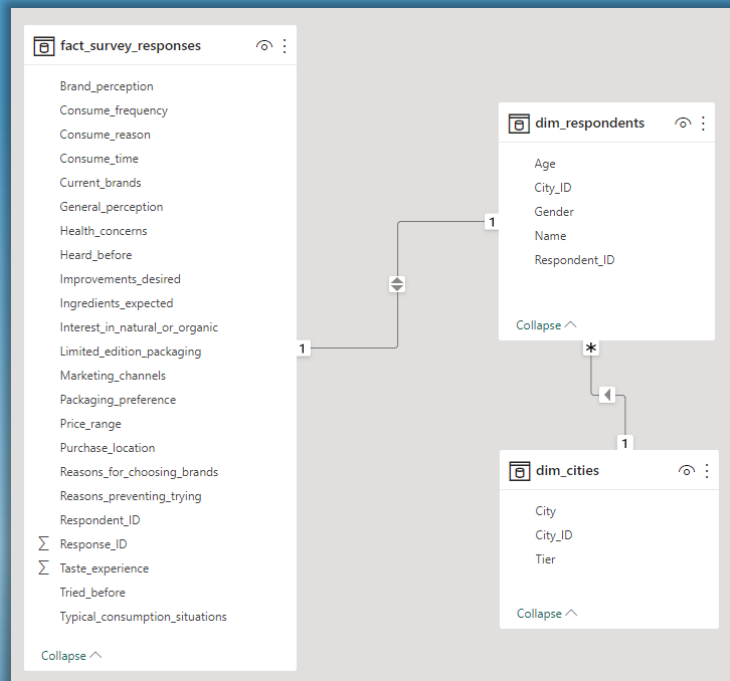 fact_survey_responses
Brand_perception
Consume_frequency
Consume_reason
Consume_time
Current_brands
General_perception
Health_concerns
Heard_before
Improvements_desired
Ingredients_expected
Interest_in_natural_or_organic
Limited_edition_packaging
Marketing_channels
Packaging_preference
Price_range
Purchase_location
Reasons_for_choosing_brands
Reasons_preventing_trying
Respondent_ID
∑ Response_ID
∑ Taste_experience
Tried_before
Typical_consumption_situations
Collapse
1
1
dim_respondents
Age
City_ID
Gender
Name
Respondent_ID
Collapse
*
1
dim_cities
City
City_ID
Tier
Collapse